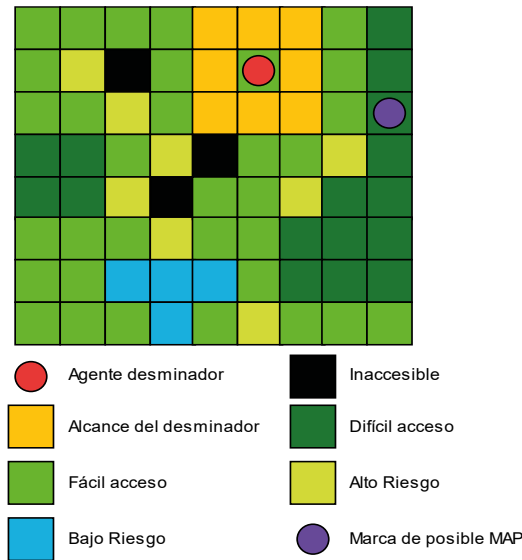 Agente desminador
Inaccesible
Alcance del desminador
Difícil acceso
Fácil acceso
Alto Riesgo
Bajo Riesgo
Marca de posible MAP